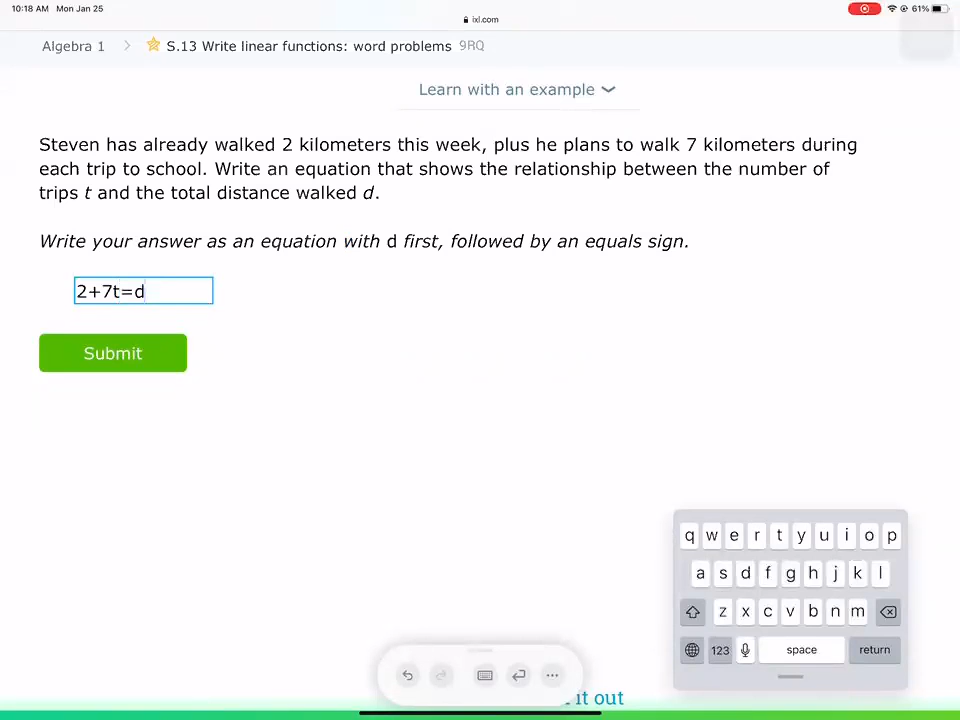 10:18 AM Mon Jan 25
61%
ixl.com
Algebra 1 > S.13 Write linear functions: word problems 9RQ
Learn with an example
Steven has already walked 2 kilometers this week, plus he plans to walk 7 kilometers during
each trip to school. Write an equation that shows the relationship between the number of
trips t and the total distance walked d.
Write your answer as an equation with d first, followed by an equals sign.
2+7t=d
Submit
q w e r t y u i o p
a s d f g h j k l
z x c v b n m
123 space return
it out